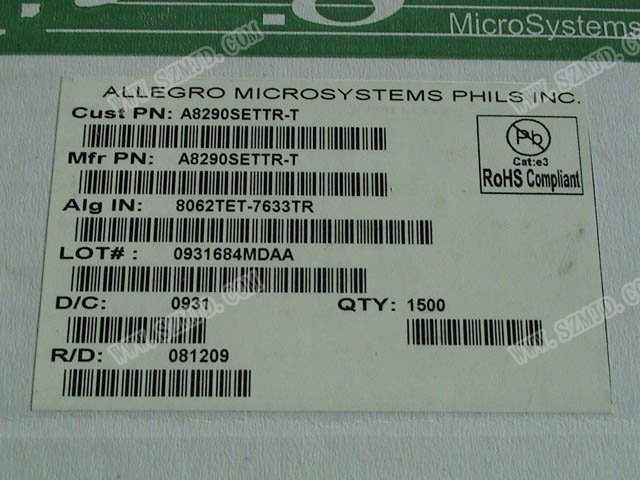 MicroSystems
ALLEGRO MICROSYSTEMS PHILS INC.
Cust PN: A8290SETTR-T
Mfr PN: A8290SETTR-T
Pb
Cat:e3
RoHS Compliant
Alg IN: 8062TET-7633TR
LOT# : 0931684MDAA
D/C: 0931 QTY: 1500
R/D: 081209
WWW.SZMJD.COM
WWW.SZMJD.COM
WWW.SZMJD.COM
WWW.SZMJD.COM